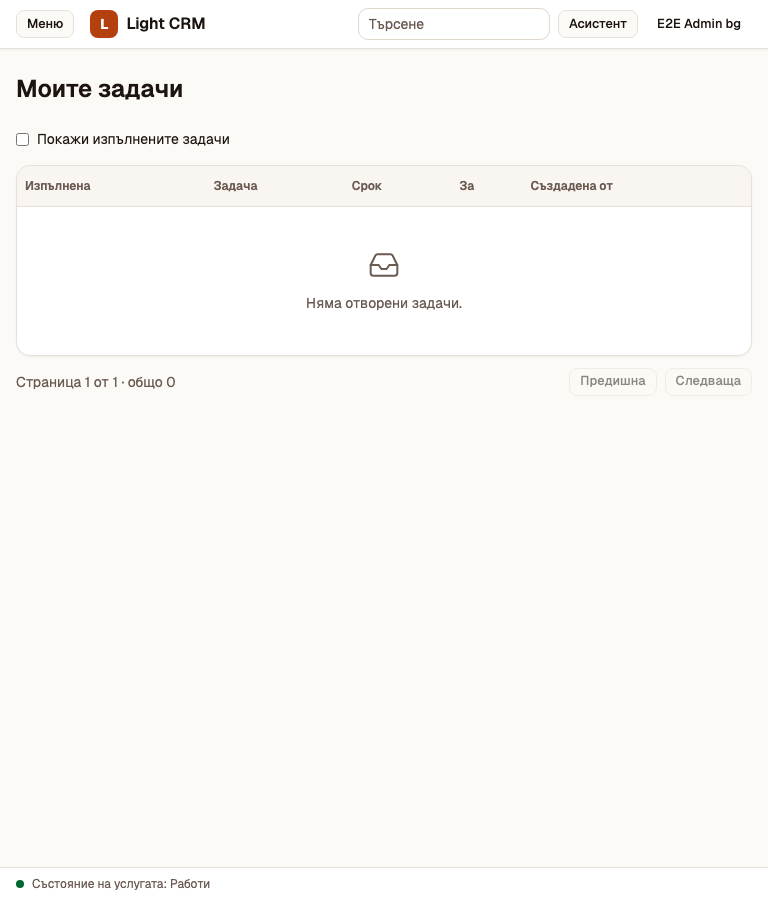 Меню L Light CRM Търсене Асистент E2E Admin bg
Моите задачи
Покажи изпълнените задачи
Изпълнена Задача Срок За Създадена от
Няма отворени задачи.
Страница 1 от 1 · общо 0 Предишна Следваща
Състояние на услугата: Работи